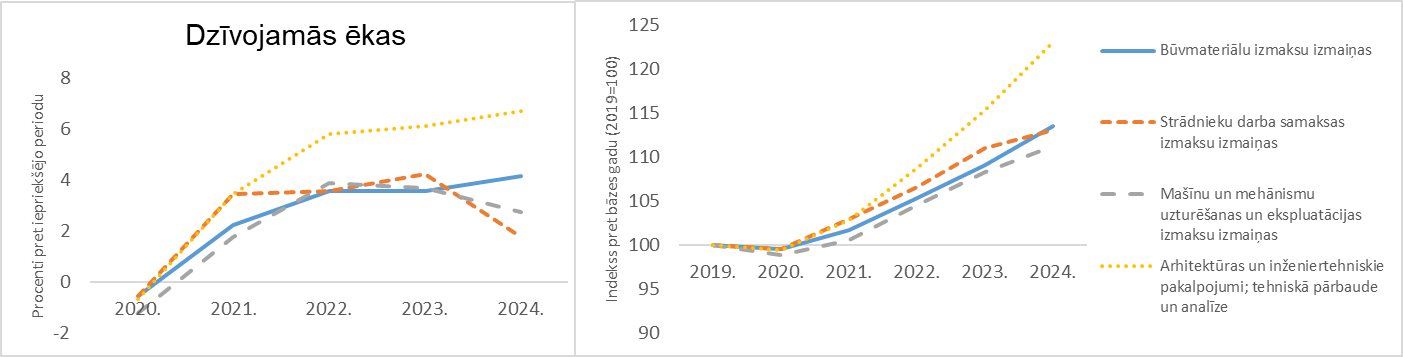 Dzīvojamās ēkas
Procenti pret iepriekšējo periodu
8
6
4
2
0
-2
2020.
2021.
2022.
2023.
2024.
Indekss pret bāzes gadu (2019=100)
125
120
115
110
105
100
95
90
2019.
2020.
2021.
2022.
2023.
2024.
Būvmateriālu izmaksu izmaiņas
Strādnieku darba samaksas
izmaksu izmaiņas
Mašīnu un mehānismu
uzturēšanas un ekspluatācijas
izmaksu izmaiņas
Arhitektūras un inženiertehniskie
pakalpojumi; tehniskā pārbaude
un analīze